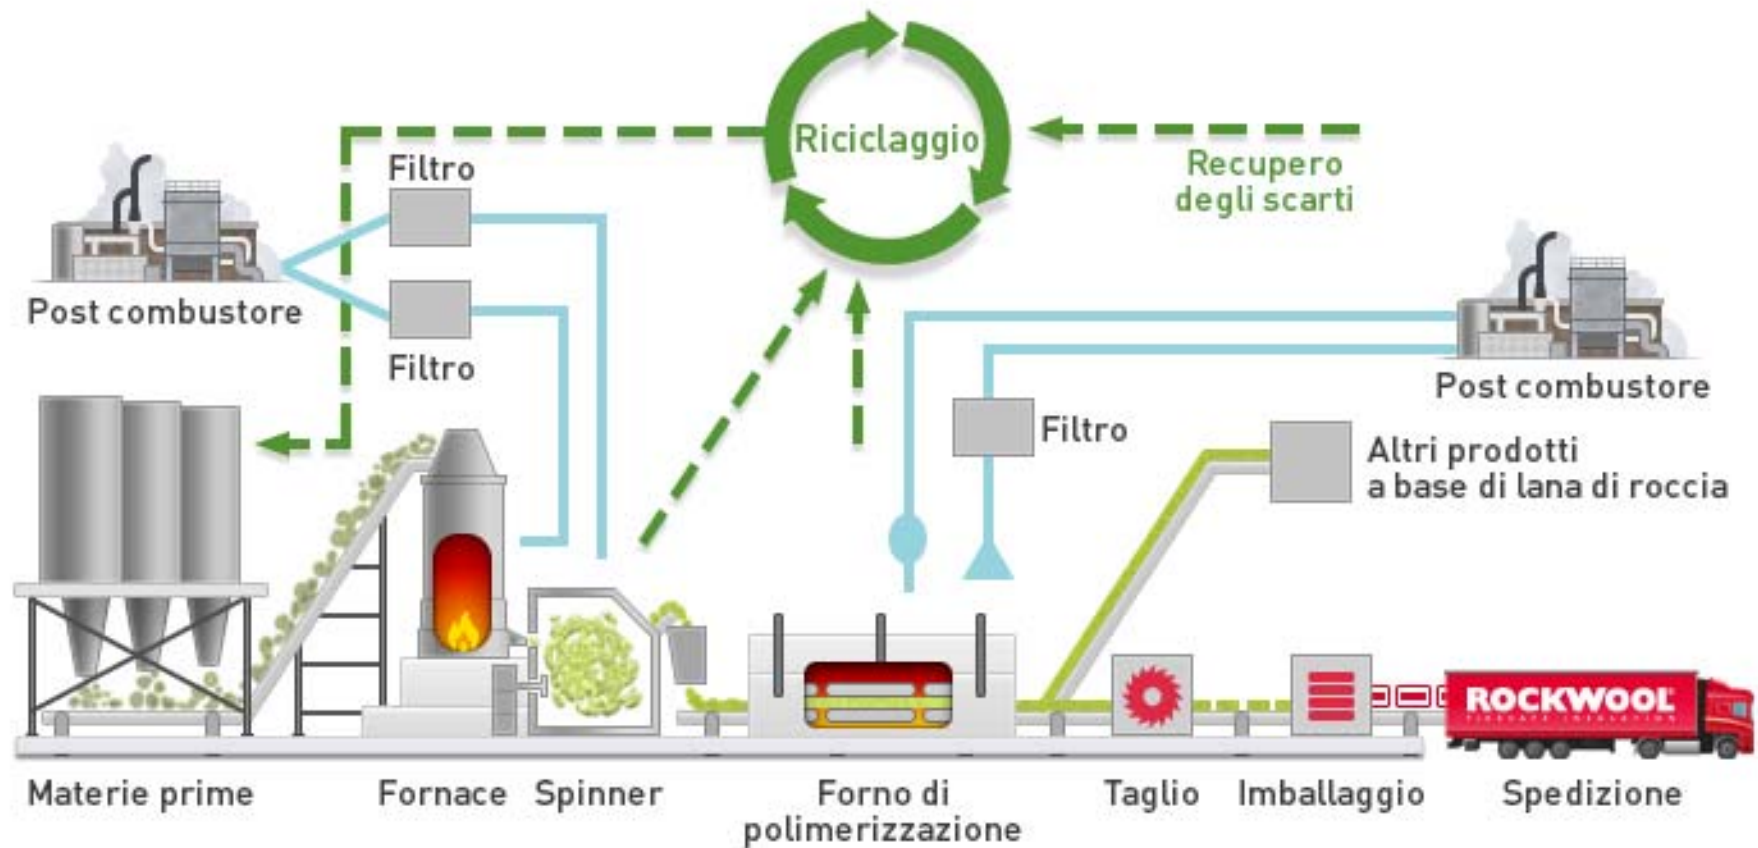 Riciclaggio
Recupero
degli scarti
Filtro
Post combustore
Filtro
Post combustore
Filtro
Altri prodotti
a base di lana di roccia
ROCKWOOL
Materie prime
Fornace
Spinner
Forno di
polimerizzazione
Taglio
Imballaggio
Spedizione